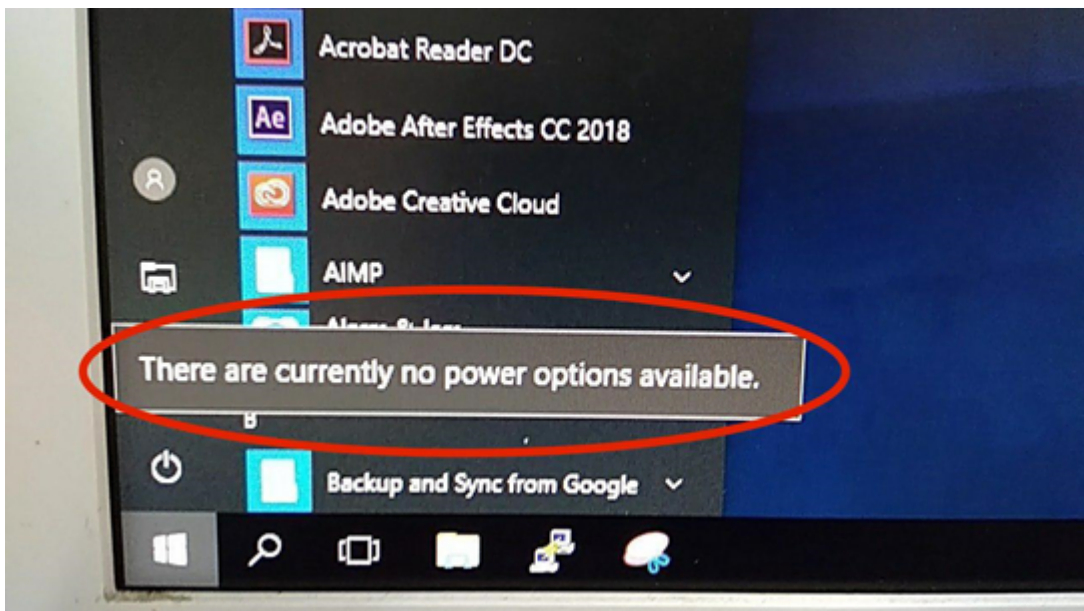 Acrobat Reader DC
Ae
Adobe After Effects CC 2018
Adobe Creative Cloud
AIMP
There are currently no power options available.
B
Backup and Sync from Google